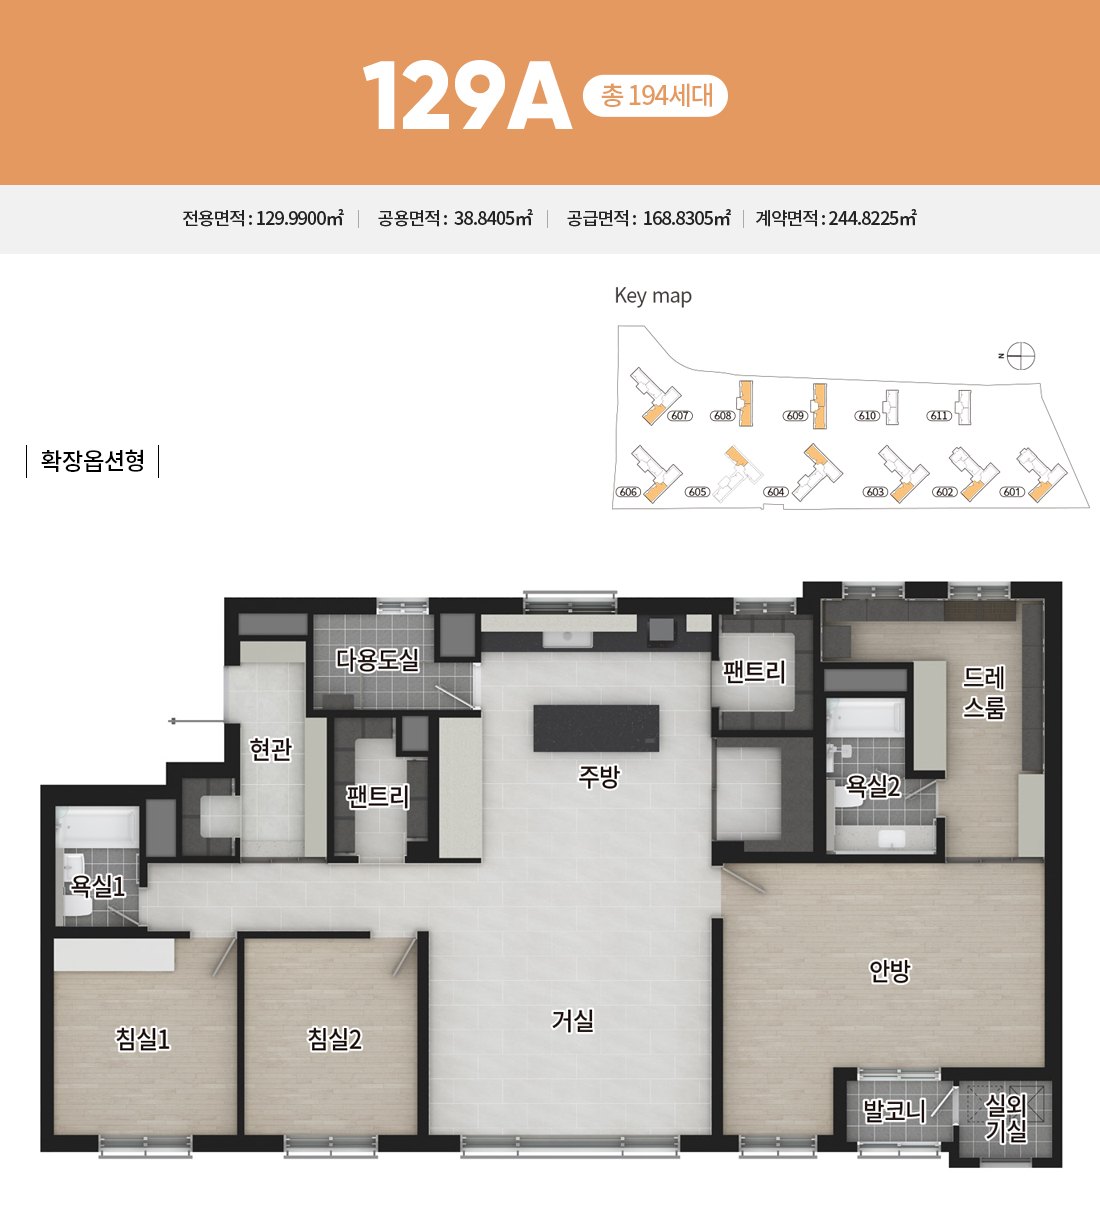 129A 총 194세대
전용면적 : 129.9900㎡ | 공용면적 : 38.8405㎡ | 공급면적 : 168.8305㎡ | 계약면적 : 244.8225㎡
Key map
N
607 608 609 610 611
606 605 604 603 602 601
확장옵션형
다용도실
팬트리
드레
스룸
현관
주방
욕실2
팬트리
욕실1
안방
거실
침실1
침실2
발코니
실외
기실